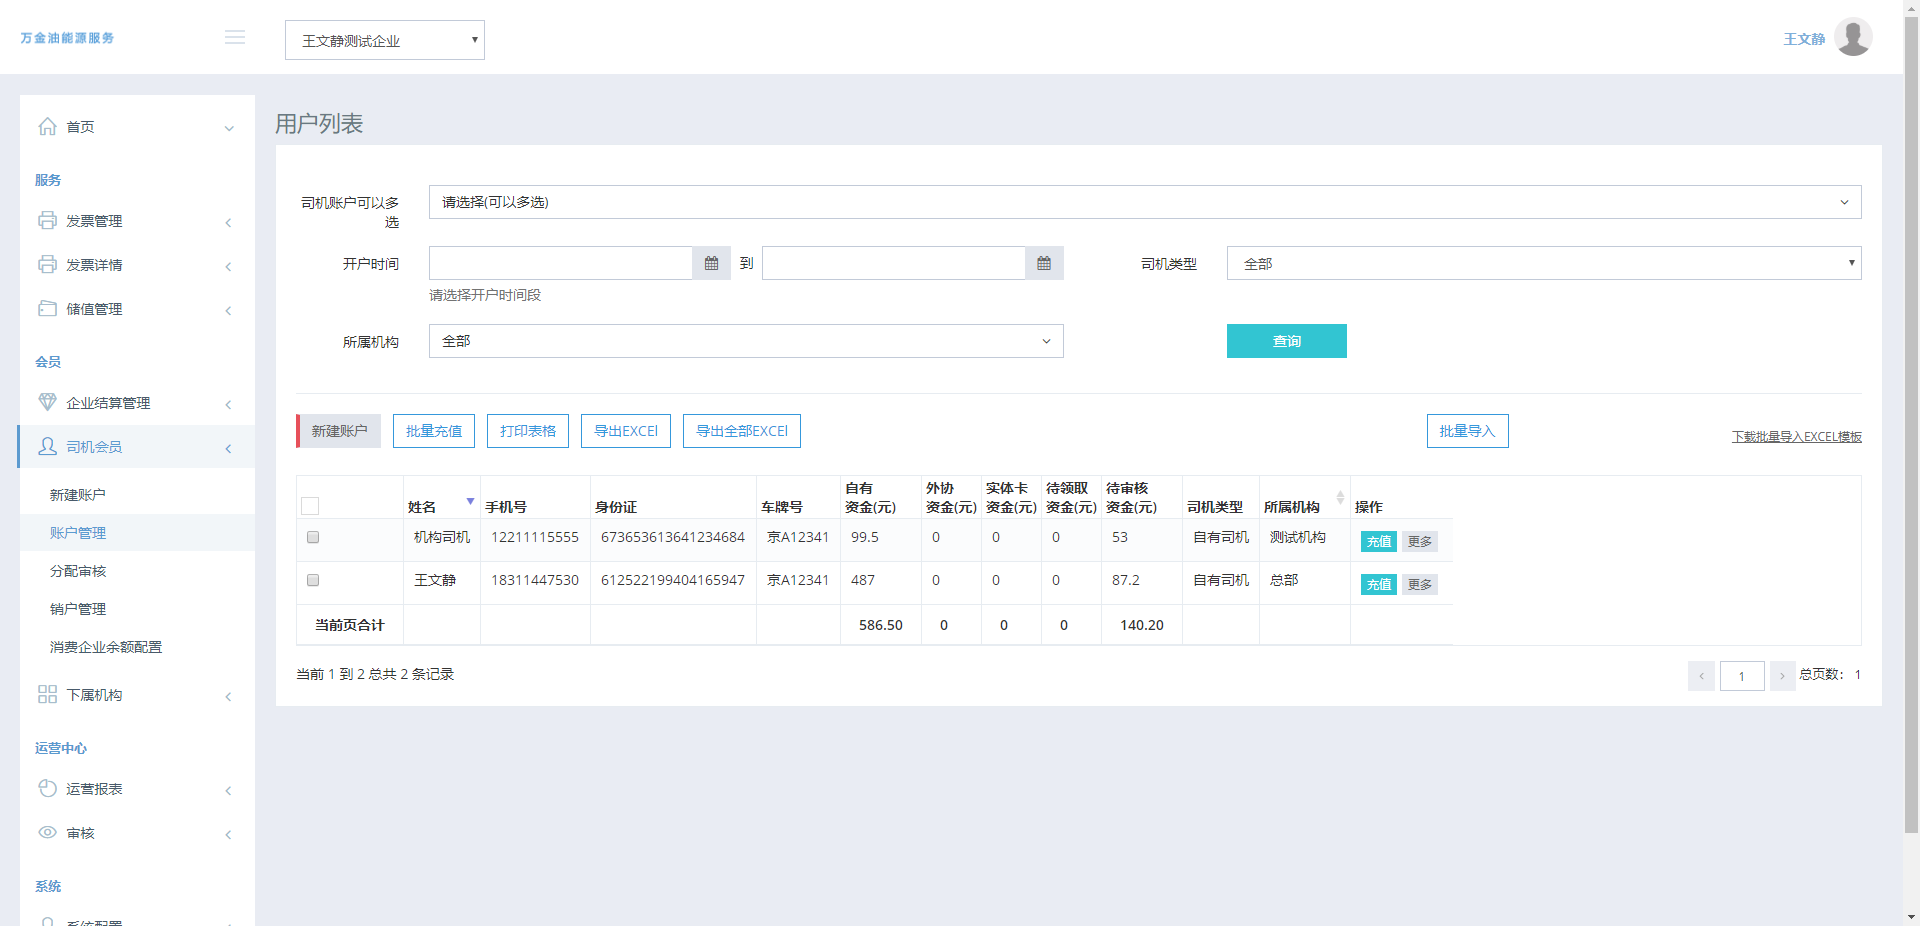 万金油能源服务
王文静测试企业
王文静
首页
服务
发票管理
发票详情
储值管理
会员
企业结算管理
司机会员
新建账户
账户管理
分配审核
销户管理
消费企业余额配置
下属机构
运营中心
运营报表
审核
系统
系统配置
用户列表
司机账户可以多
选
请选择(可以多选)
开户时间
到
司机类型
全部
请选择开户时间段
所属机构
全部
查询
新建账户 批量充值 打印表格 导出EXCEl 导出全部EXCEl 批量导入 下载批量导入EXCEL模板
姓名 手机号 身份证 车牌号 自有资金(元) 外协资金(元) 实体卡资金(元) 待领取资金(元) 待审核资金(元) 司机类型 所属机构 操作
机构司机 12211115555 673653613641234684 京A12341 99.5 0 0 0 53 自有司机 测试机构 充值 更多
王文静 18311447530 612522199404165947 京A12341 487 0 0 0 87.2 自有司机 总部 充值 更多
当前页合计 586.50 0 0 0 140.20
当前 1 到 2 总共 2 条记录
1
总页数： 1